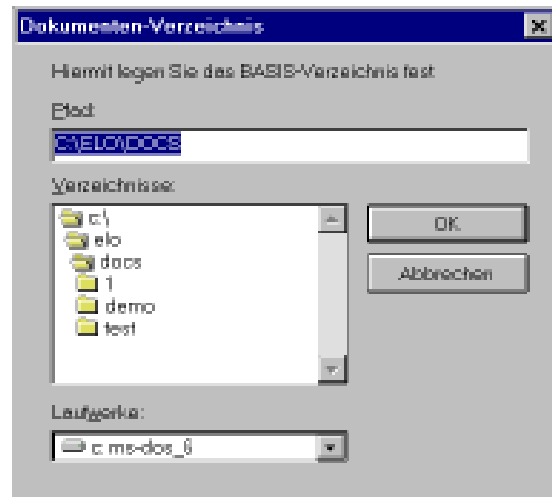 Dokumenten-Verzeichnis
Hiermit legen Sie das BASIS-Verzeichnis fest
Pfad:
C:\ELO\DOCS
Verzeichnisse:
c:\
elo
docs
1
demo
test
OK
Abbrechen
Laufwerke:
c: ms-dos_6